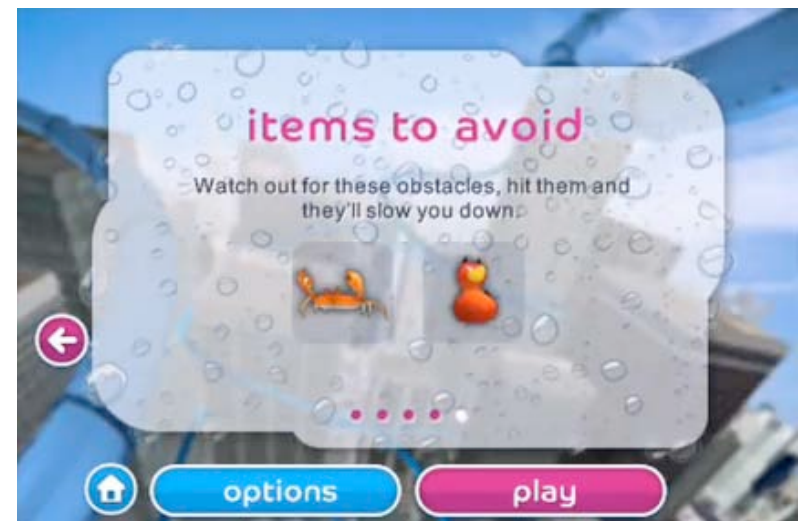 items to avoid
Watch out for these obstacles, hit them and
they'll slow you down.
options
play